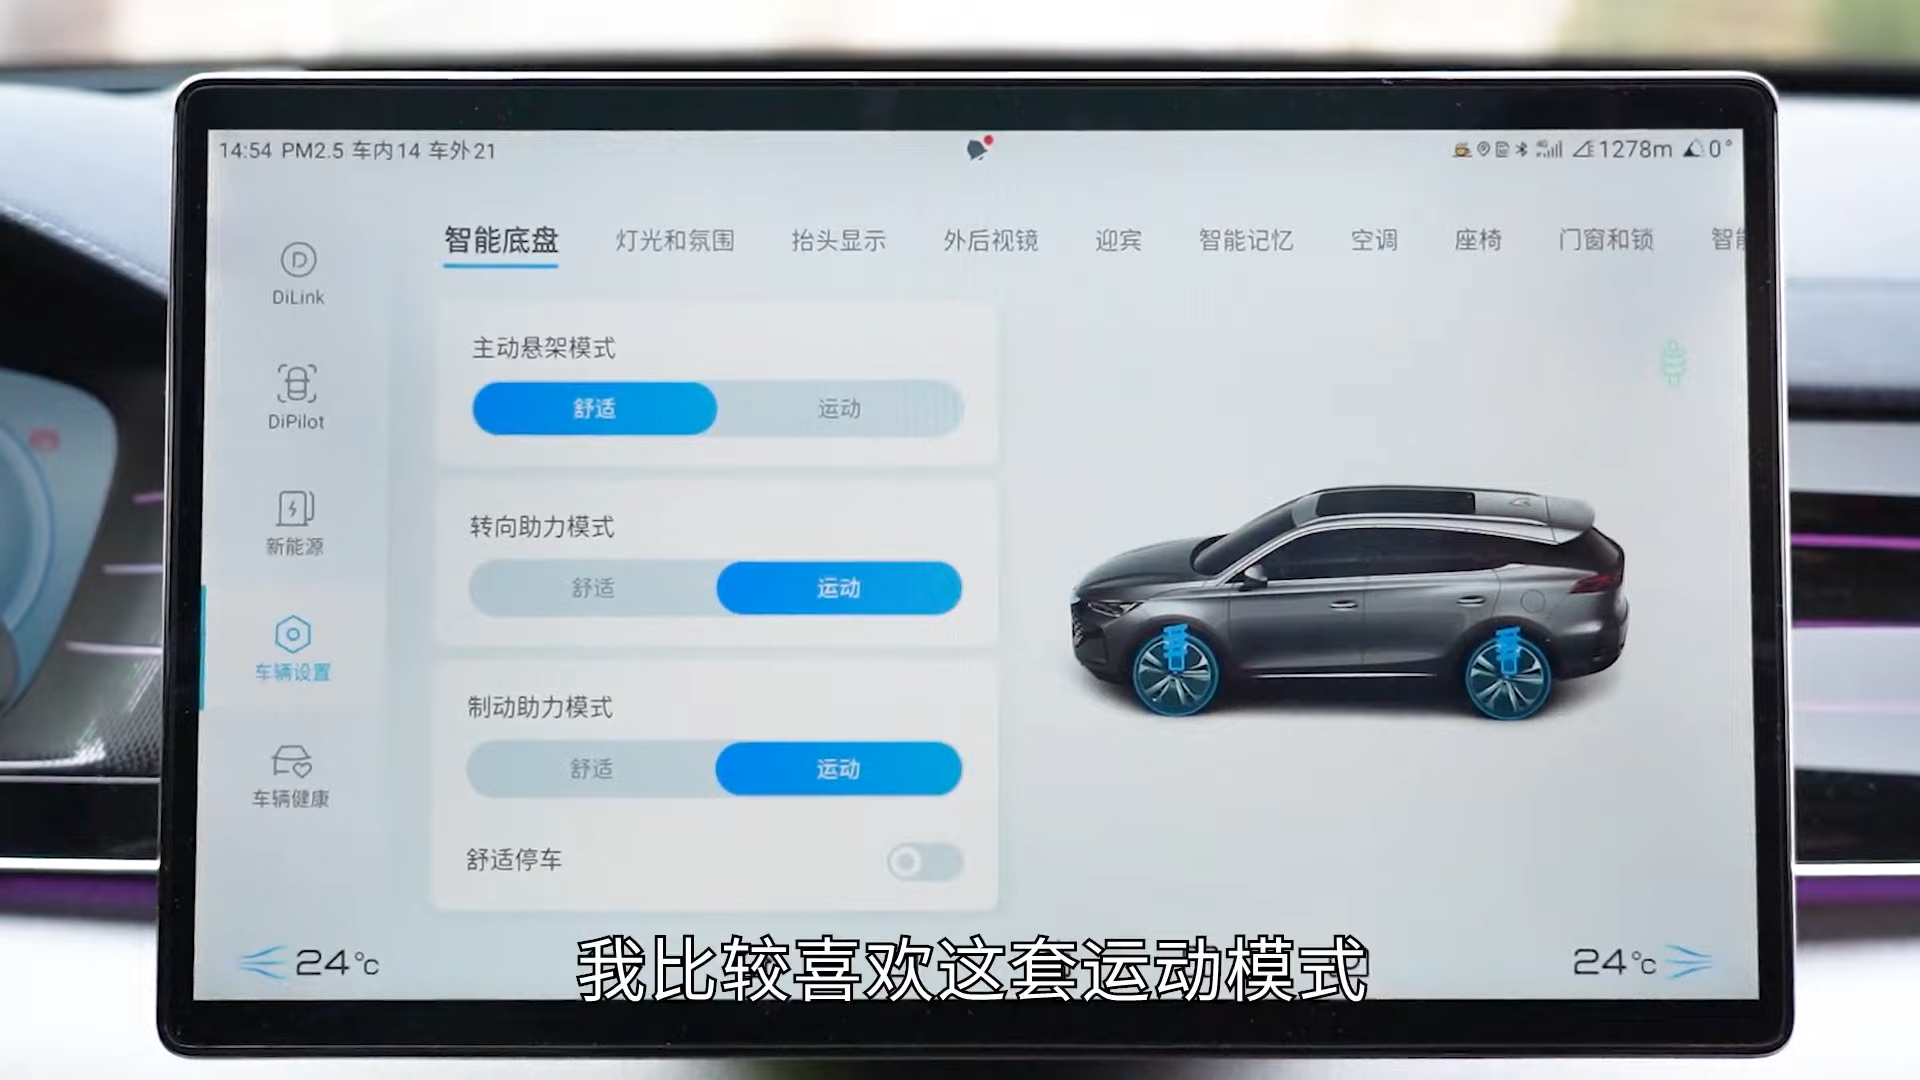 14:54 PM2.5 车内14 车外21
1278m 0°
智能底盘 灯光和氛围 抬头显示 外后视镜 迎宾 智能记忆 空调 座椅 门窗和锁 智能
DiLink
DiPilot
新能源
车辆设置
车辆健康
主动悬架模式
舒适 运动
转向助力模式
舒适 运动
制动助力模式
舒适 运动
舒适停车
24°C 24°C
我比较喜欢这套运动模式